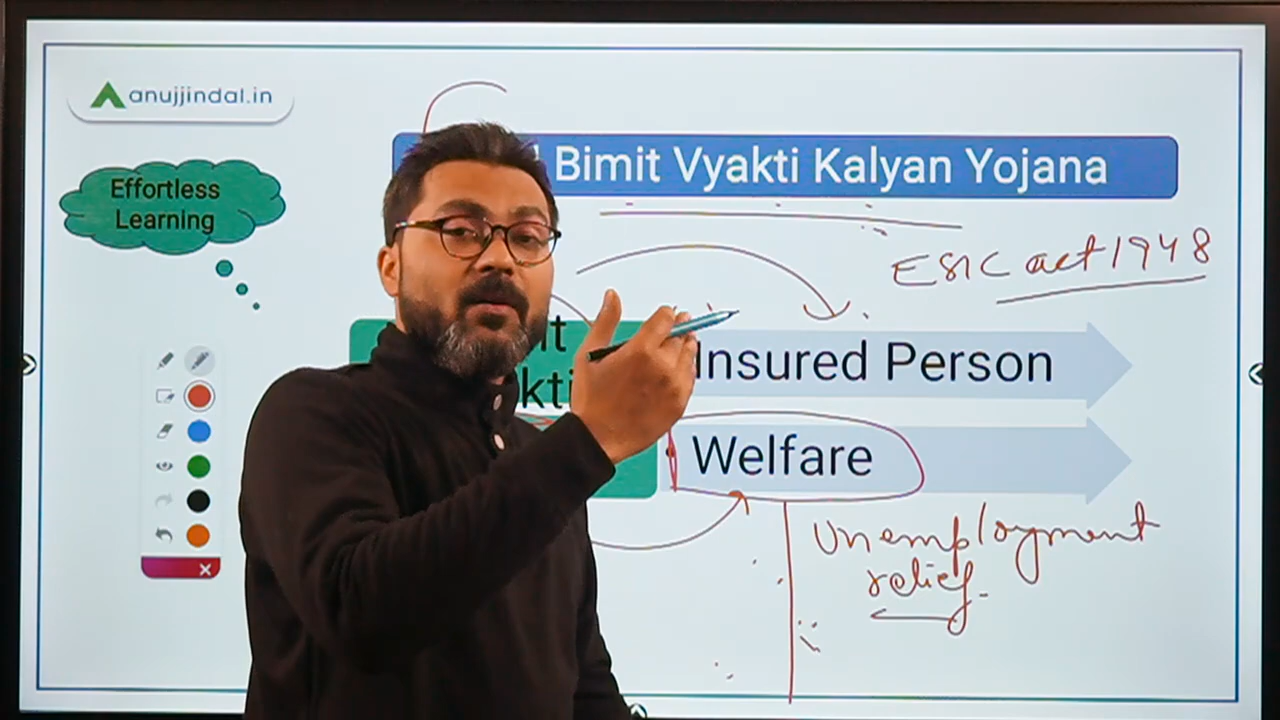 anujjindal.in
Effortless
Learning
Bimit Vyakti Kalyan Yojana
ESIC act 1948
Insured Person
Welfare
Unemployment
relief